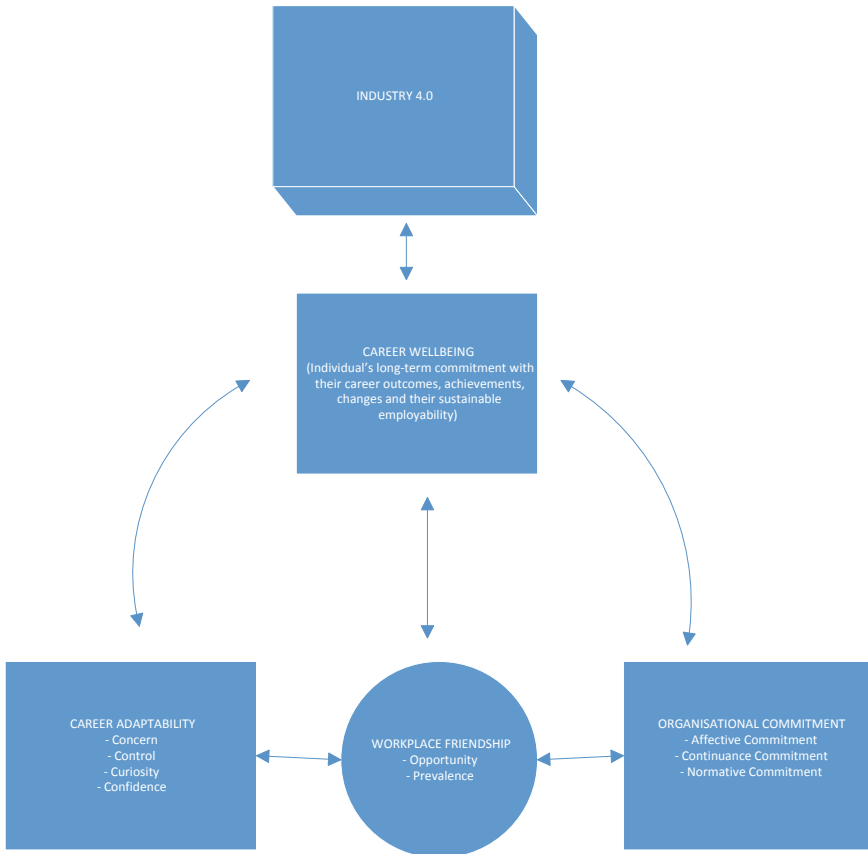 INDUSTRY 4.0
CAREER WELLBEING
(Individual's long-term commitment with
their career outcomes, achievements,
changes and their sustainable
employability)
CAREER ADAPTABILITY
- Concern
- Control
- Curiosity
- Confidence
WORKPLACE FRIENDSHIP
- Opportunity
- Prevalence
ORGANISATIONAL COMMITMENT
- Affective Commitment
- Continuance Commitment
- Normative Commitment